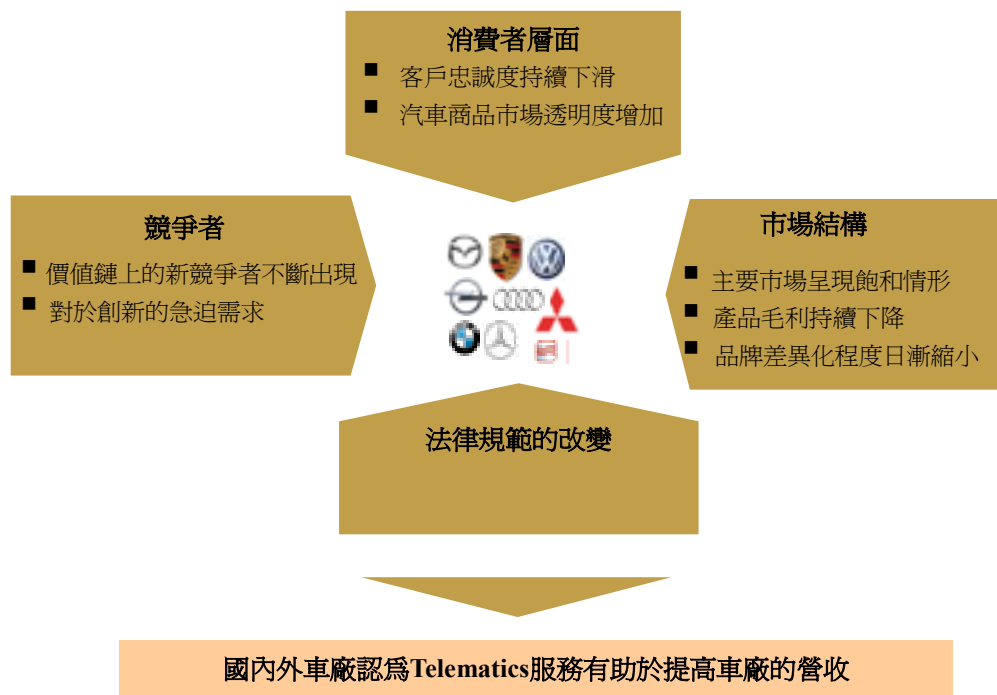 消費者層面
■ 客戶忠誠度持續下滑
■ 汽車商品市場透明度增加
競爭者
■ 價值鏈上的新競爭者不斷出現
■ 對於創新的急迫需求
市場結構
■ 主要市場呈現飽和情形
■ 產品毛利持續下降
■ 品牌差異化程度日漸縮小
法律規範的改變
國內外車廠認爲Telematics服務有助於提高車廠的營收